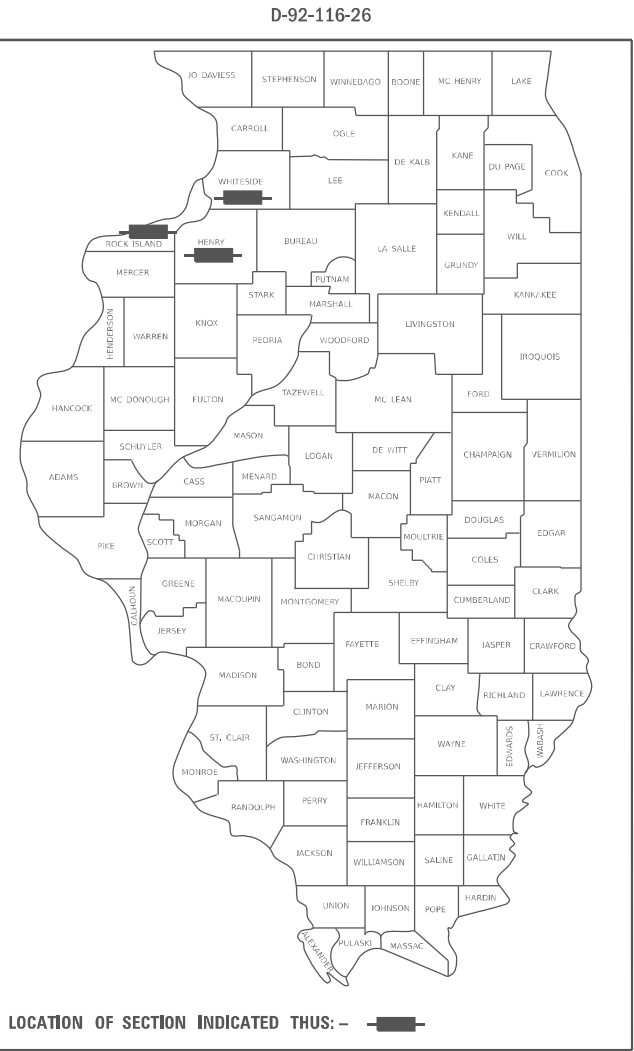 D-92-116-26
JO DAVIESS STEPHENSON WINNEBAGO BOONE MC HENRY LAKE
CARROLL OGLE
DE KALB KANE DU PAGE COOK
WHITESIDE LEE
KENDALL WILL
ROCK ISLAND HENRY BUREAU LA SALLE
GRUNDY
MERCER PUTNAM
STARK MARSHALL KANKAKEE
HENDERSON WARREN KNOX PEORIA WOODFORD LIVINGSTON
IROQUOIS
HANCOCK MC DONOUGH FULTON TAZEWELL MC LEAN FORD
MASON
SCHUYLER LOGAN DE WITT CHAMPAIGN VERMILION
ADAMS BROWN CASS MENARD PIATT
MACON
PIKE SCOTT MORGAN SANGAMON MOULTRIE DOUGLAS EDGAR
CHRISTIAN COLES
GREENE SHELBY
CALHOUN MACOUPIN MONTGOMERY CUMBERLAND CLARK
JERSEY
FAYETTE EFFINGHAM JASPER CRAWFORD
MADISON BOND
CLAY RICHLAND LAWRENCE
CLINTON MARION
ST. CLAIR WAYNE EDWARDS WABASH
MONROE WASHINGTON JEFFERSON
RANDOLPH PERRY HAMILTON WHITE
FRANKLIN
JACKSON WILLIAMSON SALINE GALLATIN
UNION JOHNSON POPE HARDIN
ALEXANDER PULASKI MASSAC
LOCATION OF SECTION INDICATED THUS: –